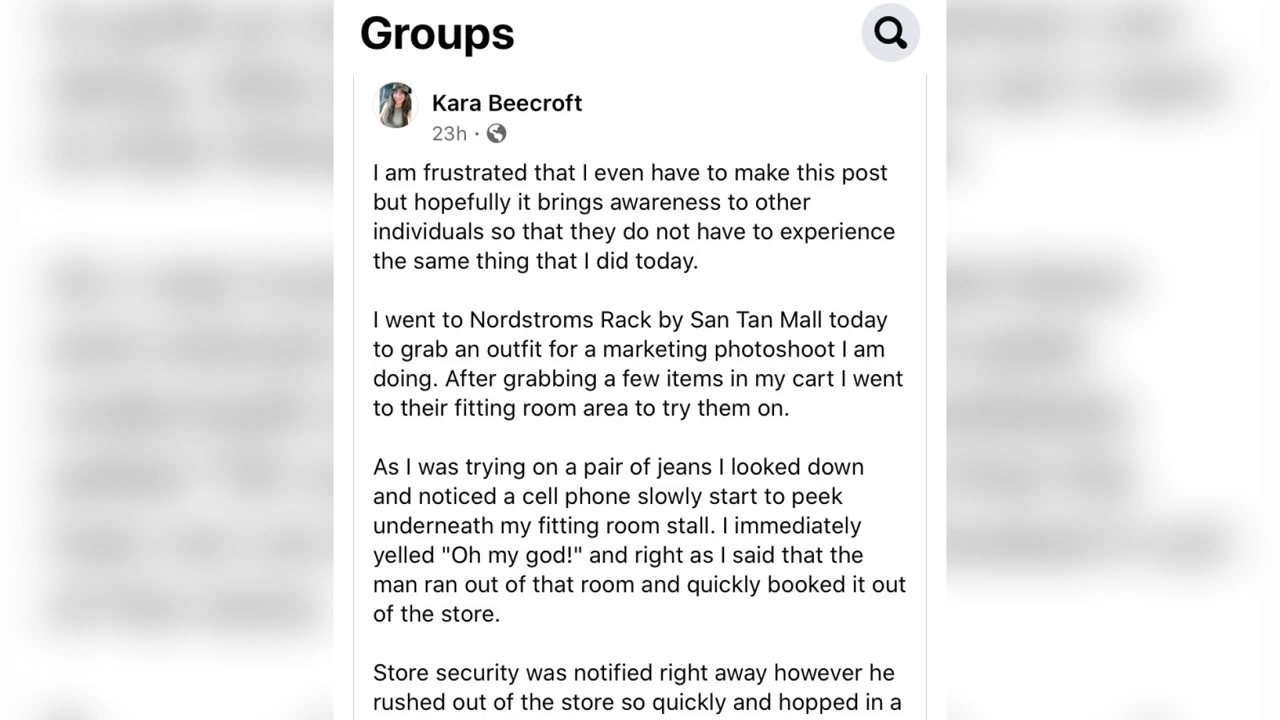 Groups
Kara Beecroft
23h ·
I am frustrated that I even have to make this post
but hopefully it brings awareness to other
individuals so that they do not have to experience
the same thing that I did today.
I went to Nordstroms Rack by San Tan Mall today
to grab an outfit for a marketing photoshoot I am
doing. After grabbing a few items in my cart I went
to their fitting room area to try them on.
As I was trying on a pair of jeans I looked down
and noticed a cell phone slowly start to peek
underneath my fitting room stall. I immediately
yelled "Oh my god!" and right as I said that the
man ran out of that room and quickly booked it out
of the store.
Store security was notified right away however he
rushed out of the store so quickly and hopped in a